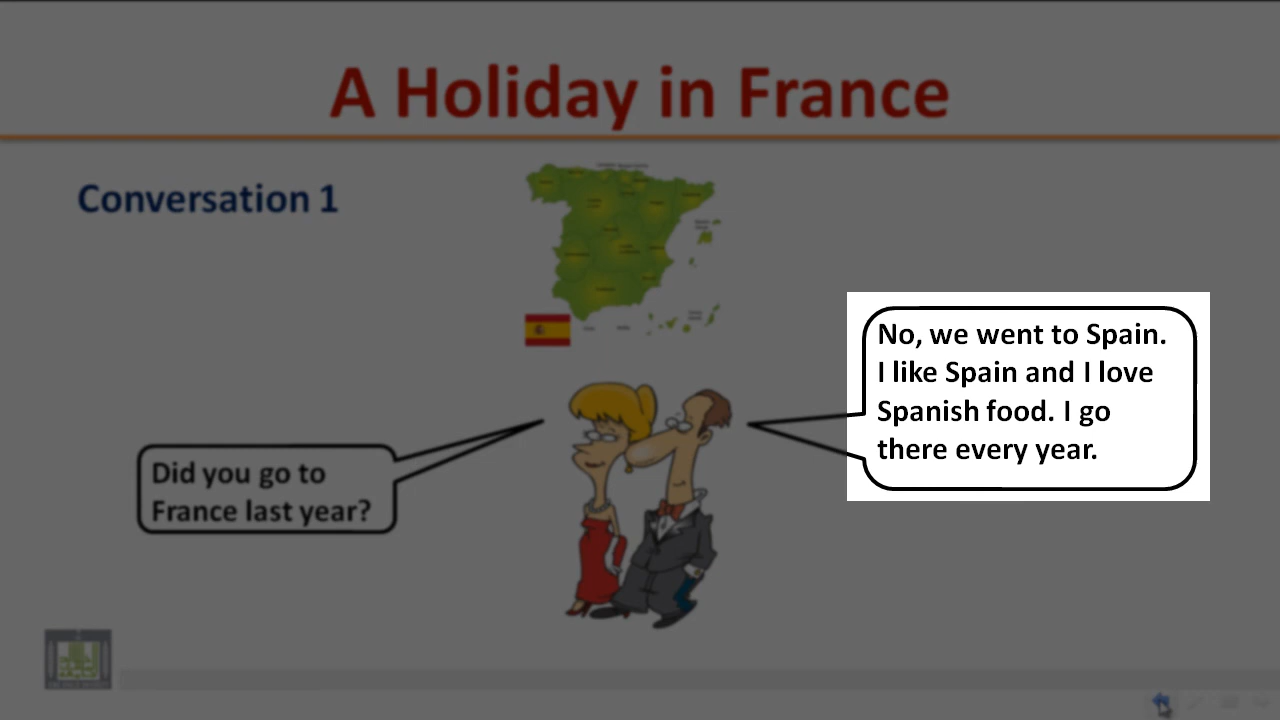 A Holiday in France
Conversation 1
Did you go to
France last year?
No, we went to Spain.
I like Spain and I love
Spanish food. I go
there every year.